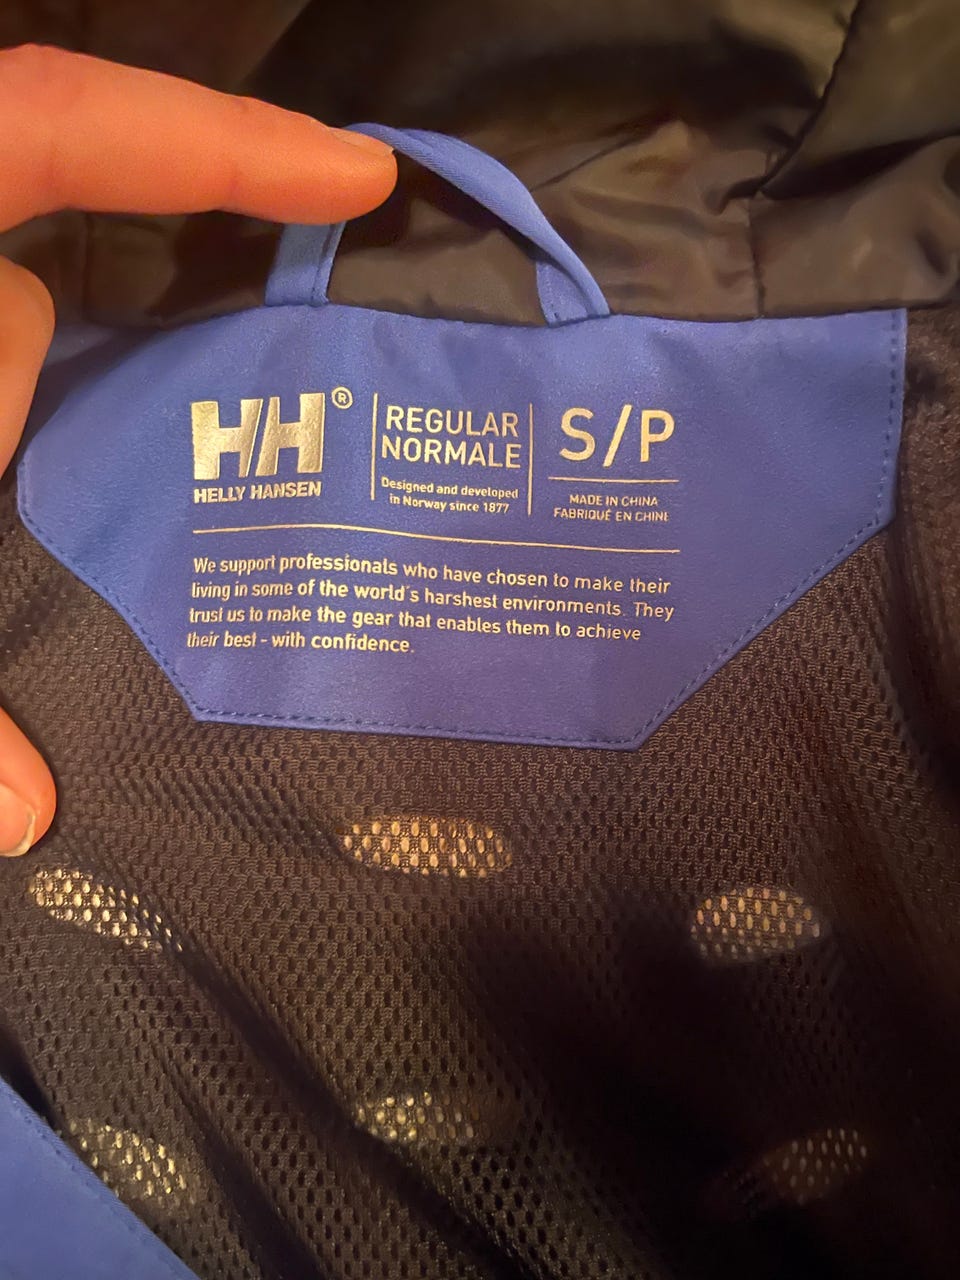 HH®
HELLY HANSEN
REGULAR
NORMALE
Designed and developed
in Norway since 1877
S/P
MADE IN CHINA
FABRIQUÉ EN CHINE
We support professionals who have chosen to make their
living in some of the world's harshest environments. They
trust us to make the gear that enables them to achieve
their best - with confidence.